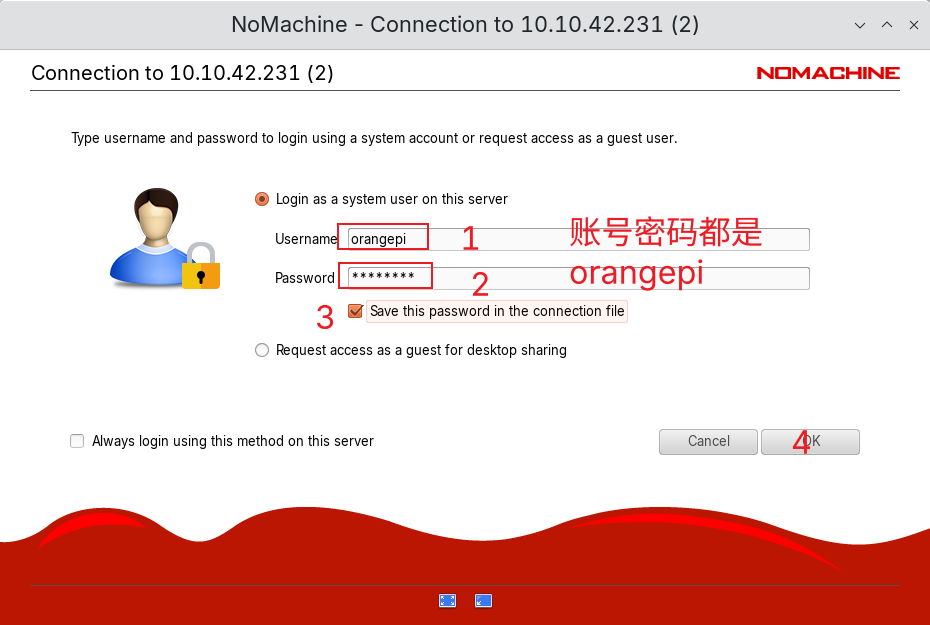 NoMachine - Connection to 10.10.42.231 (2)
Connection to 10.10.42.231 (2)
NOMACHINE
Type username and password to login using a system account or request access as a guest user.
Login as a system user on this server
Username orangepi 1 账号密码都是
Password ******** 2 orangepi
3 Save this password in the connection file
Request access as a guest for desktop sharing
Always login using this method on this server
Cancel
4 OK